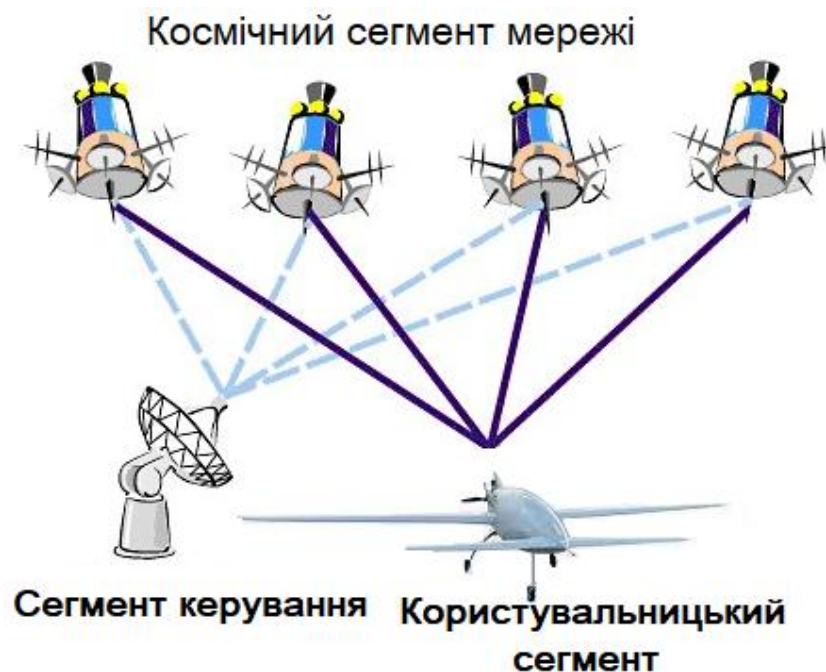 Космічний сегмент мережі
Сегмент керування
Користувальницький
сегмент